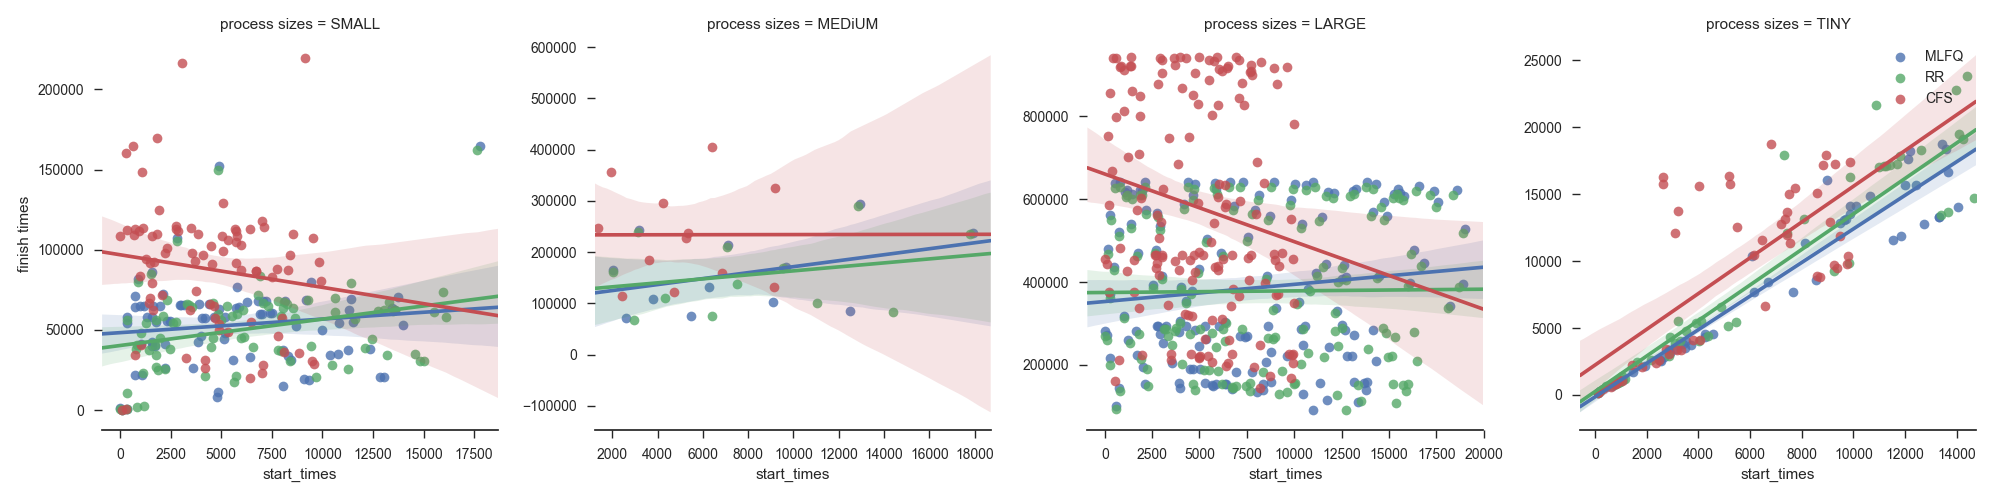 process sizes = SMALL
process sizes = MEDiUM
process sizes = LARGE
process sizes = TINY
finish times
200000
150000
100000
50000
0
0 2500 5000 7500 10000 12500 15000 17500
start_times
600000
500000
400000
300000
200000
100000
0
−100000
2000 4000 6000 8000 10000 12000 14000 16000 18000
start_times
800000
600000
400000
200000
0 2500 5000 7500 10000 12500 15000 17500 20000
start_times
25000
20000
15000
10000
5000
0
0 2000 4000 6000 8000 10000 12000 14000
start_times
MLFQ
RR
CFS